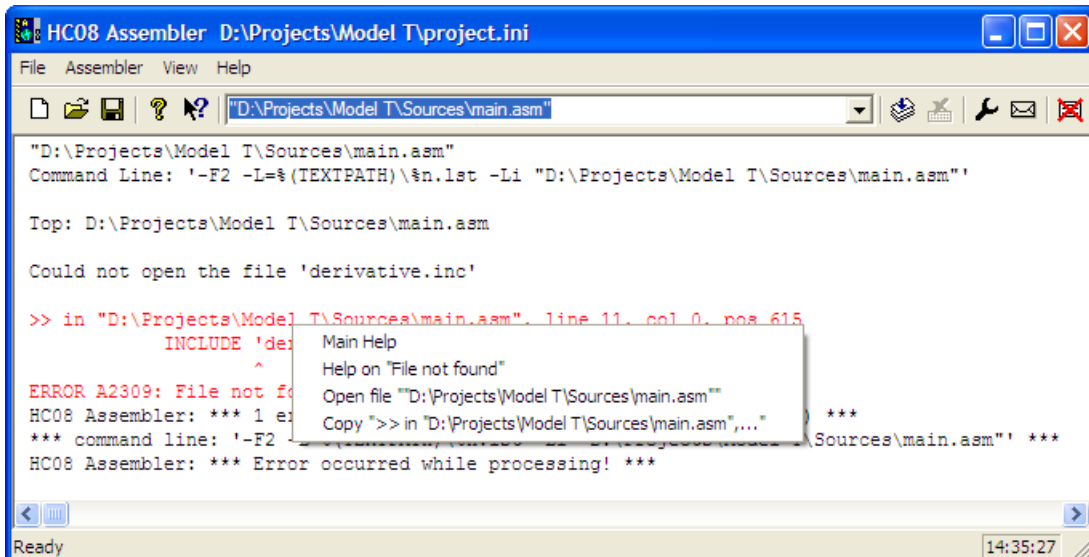 HC08 Assembler D:\Projects\Model T\project.ini
File Assembler View Help
"D:\Projects\Model T\Sources\main.asm"
"D:\Projects\Model T\Sources\main.asm"
Command Line: '-F2 -L=%(TEXTPATH)\%n.lst -Li "D:\Projects\Model T\Sources\main.asm"'
Top: D:\Projects\Model T\Sources\main.asm
Could not open the file 'derivative.inc'
>> in "D:\Projects\Model T\Sources\main.asm", line 11, col 0, pos 615
INCLUDE 'der
^
ERROR A2309: File not fo
HC08 Assembler: *** 1 er ) ***
*** command line: '-F2 Sources\main.asm"' ***
HC08 Assembler: *** Error occurred while processing! ***
Main Help
Help on "File not found"
Open file ""D:\Projects\Model T\Sources\main.asm""
Copy ">> in "D:\Projects\Model T\Sources\main.asm",..."
Ready 14:35:27